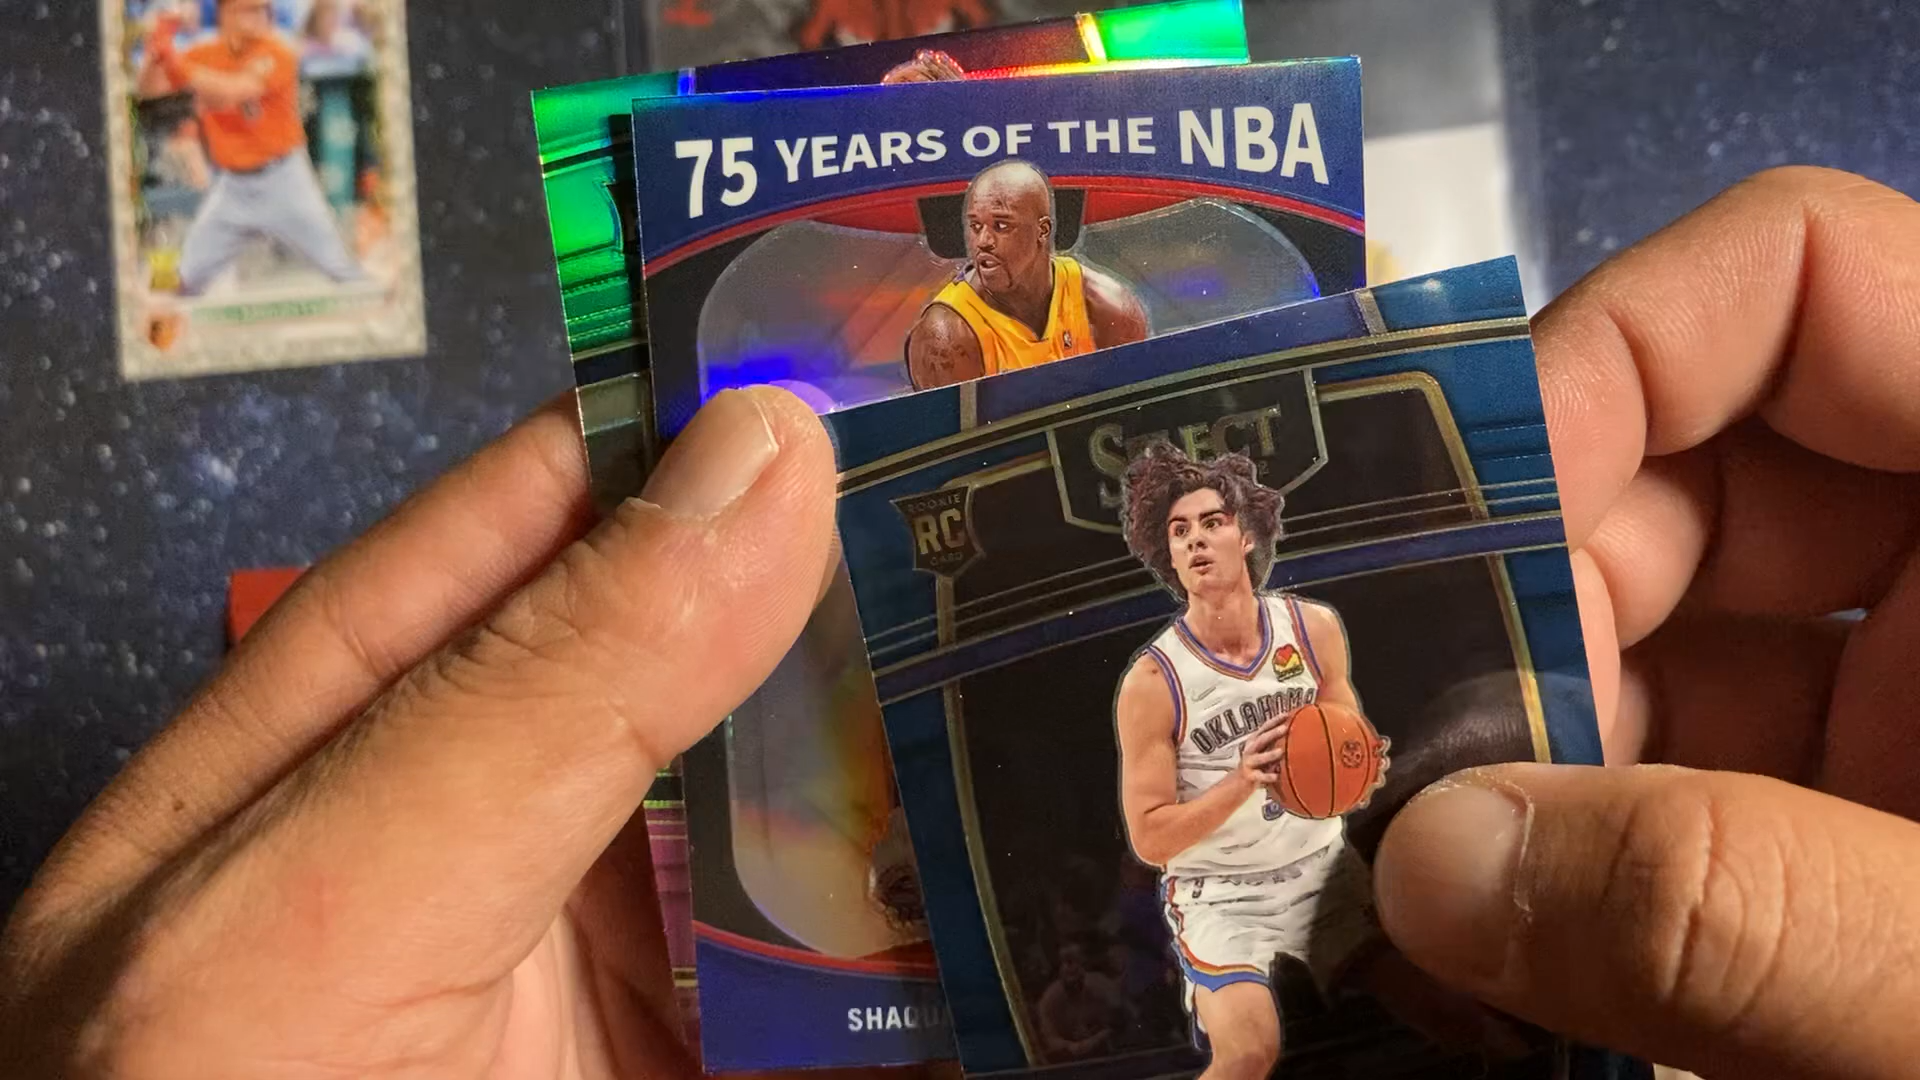 75 YEARS OF THE NBA
SELECT
ROOKIE
RC
CARD
OKLAHOMA
SHAQU